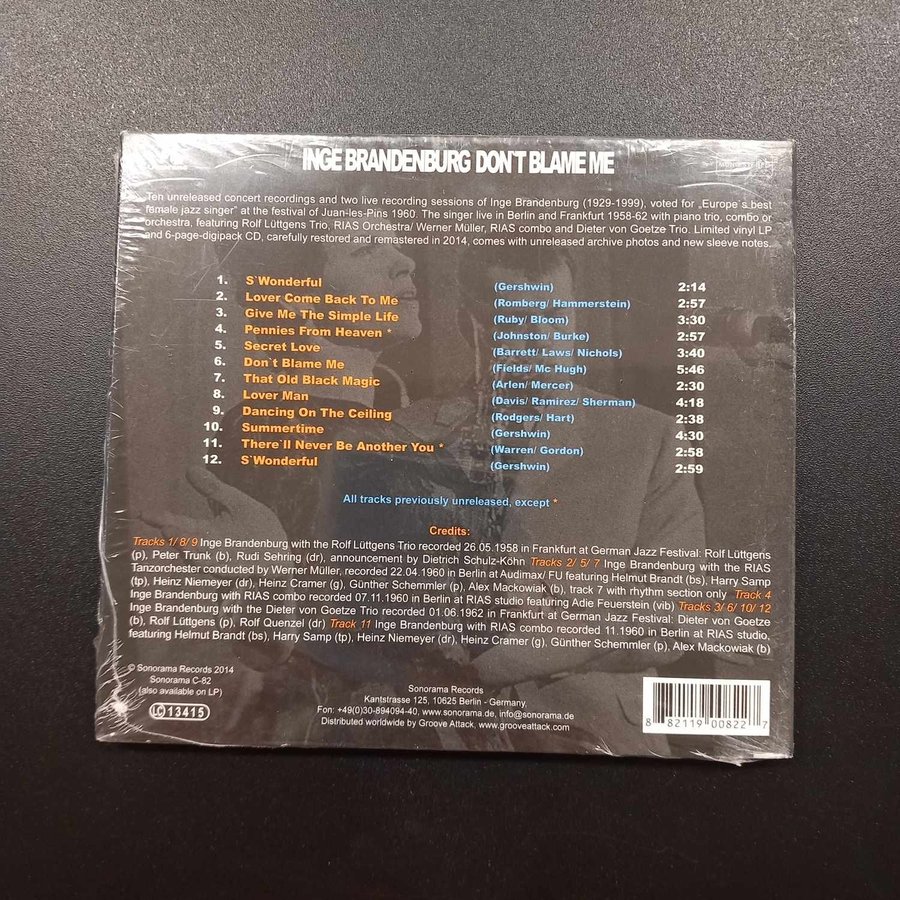 INGE BRANDENBURG DON'T BLAME ME
Ten unreleased concert recordings and two live recording sessions of Inge Brandenburg (1929-1999), voted for „Europe`s best
female jazz singer" at the festival of Juan-les-Pins 1960. The singer live in Berlin and Frankfurt 1958-62 with piano trio, combo or
orchestra, featuring Rolf Lüttgens Trio, RIAS Orchestra/ Werner Müller, RIAS combo and Dieter von Goetze Trio. Limited vinyl LP
and 6-page-digipack CD, carefully restored and remastered in 2014, comes with unreleased archive photos and new sleeve notes.
1. S`Wonderful (Gershwin) 2:14
2. Lover Come Back To Me (Romberg/ Hammerstein) 2:57
3. Give Me The Simple Life (Ruby/ Bloom) 3:30
4. Pennies From Heaven * (Johnston/ Burke) 2:57
5. Secret Love (Barrett/ Laws/ Nichols) 3:40
6. Don`t Blame Me (Fields/ Mc Hugh) 5:46
7. That Old Black Magic (Arlen/ Mercer) 2:30
8. Lover Man (Davis/ Ramirez/ Sherman) 4:18
9. Dancing On The Ceiling (Rodgers/ Hart) 2:38
10. Summertime (Gershwin) 4:30
11. There`ll Never Be Another You * (Warren/ Gordon) 2:58
12. S`Wonderful (Gershwin) 2:59
All tracks previously unreleased, except *
Credits:
Tracks 1/ 8/ 9 Inge Brandenburg with the Rolf Lüttgens Trio recorded 26.05.1958 in Frankfurt at German Jazz Festival: Rolf Lüttgens
(p), Peter Trunk (b), Rudi Sehring (dr), announcement by Dietrich Schulz-Köhn Tracks 2/ 5/ 7 Inge Brandenburg with the RIAS
Tanzorchester conducted by Werner Müller, recorded 22.04.1960 in Berlin at Audimax/ FU featuring Helmut Brandt (bs), Harry Samp
(tp), Heinz Niemeyer (dr), Heinz Cramer (g), Günther Schemmler (p), Alex Mackowiak (b), track 7 with rhythm section only Track 4
Inge Brandenburg with RIAS combo recorded 07.11.1960 in Berlin at RIAS studio featuring Adie Feuerstein (vib) Tracks 3/ 6/ 10/ 12
Inge Brandenburg with the Dieter von Goetze Trio recorded 01.06.1962 in Frankfurt at German Jazz Festival: Dieter von Goetze
(b), Rolf Lüttgens (p), Rolf Quenzel (dr) Track 11 Inge Brandenburg with RIAS combo recorded 11.1960 in Berlin at RIAS studio,
featuring Helmut Brandt (bs), Harry Samp (tp), Heinz Niemeyer (dr), Heinz Cramer (g), Günther Schemmler (p), Alex Mackowiak (b)
© Sonorama Records 2014
Sonorama C-82
(also available on LP)
LC 13415
Sonorama Records
Kantstrasse 125, 10625 Berlin - Germany,
Fon: +49(0)30-894094-40, www.sonorama.de, info@sonorama.de
Distributed worldwide by Groove Attack, www.grooveattack.com
8 82119 00822 7